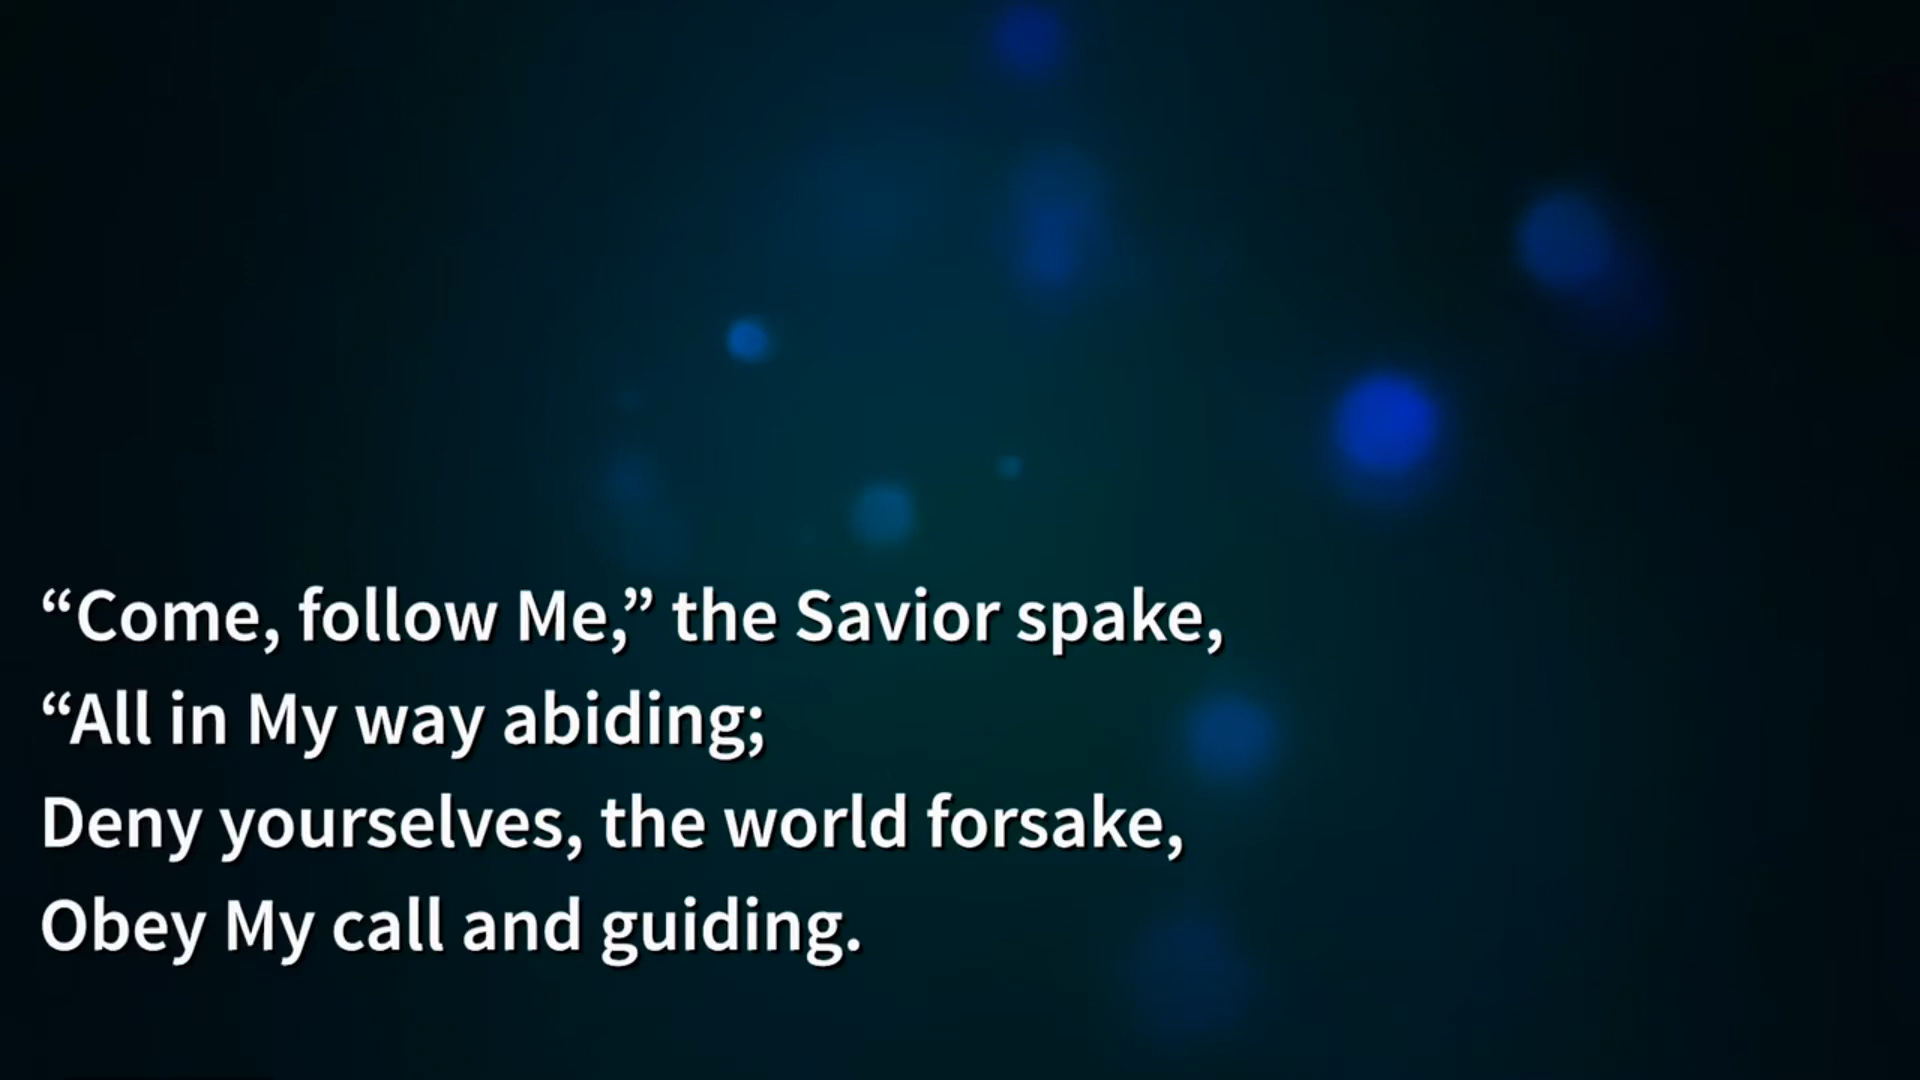 “Come, follow Me,” the Savior spake,
“All in My way abiding;
Deny yourselves, the world forsake,
Obey My call and guiding.